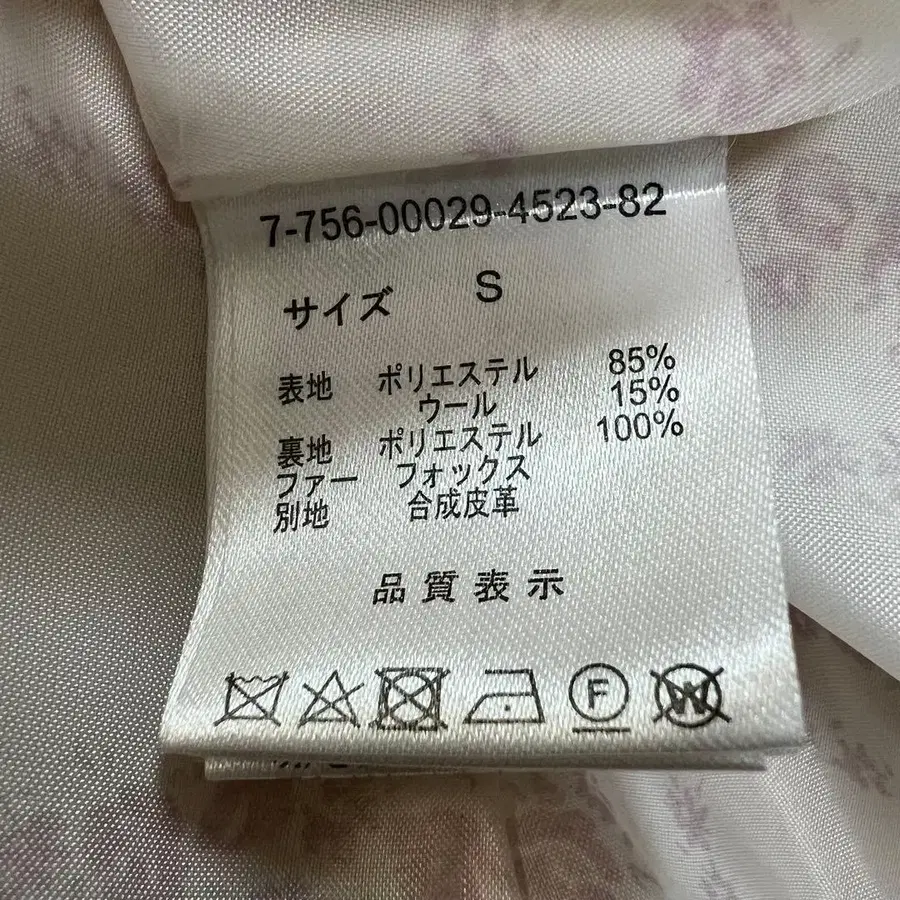 7-756-00029-4523-82
サイズ S
表地 ポリエステル 85%
ウール 15%
裏地 ポリエステル 100%
ファー フォックス
別地 合成皮革
品質表示
F W